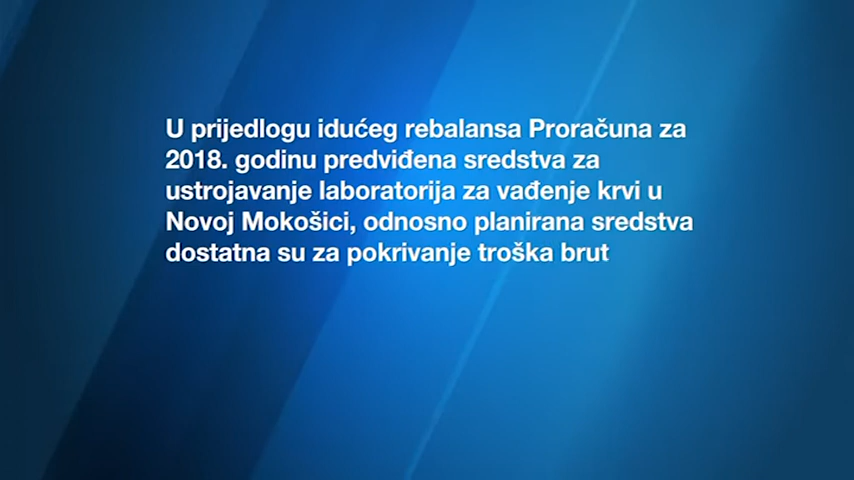 U prijedlogu idućeg rebalansa Proračuna za
2018. godinu predviđena sredstva za
ustrojavanje laboratorija za vađenje krvi u
Novoj Mokošici, odnosno planirana sredstva
dostatna su za pokrivanje troška brut